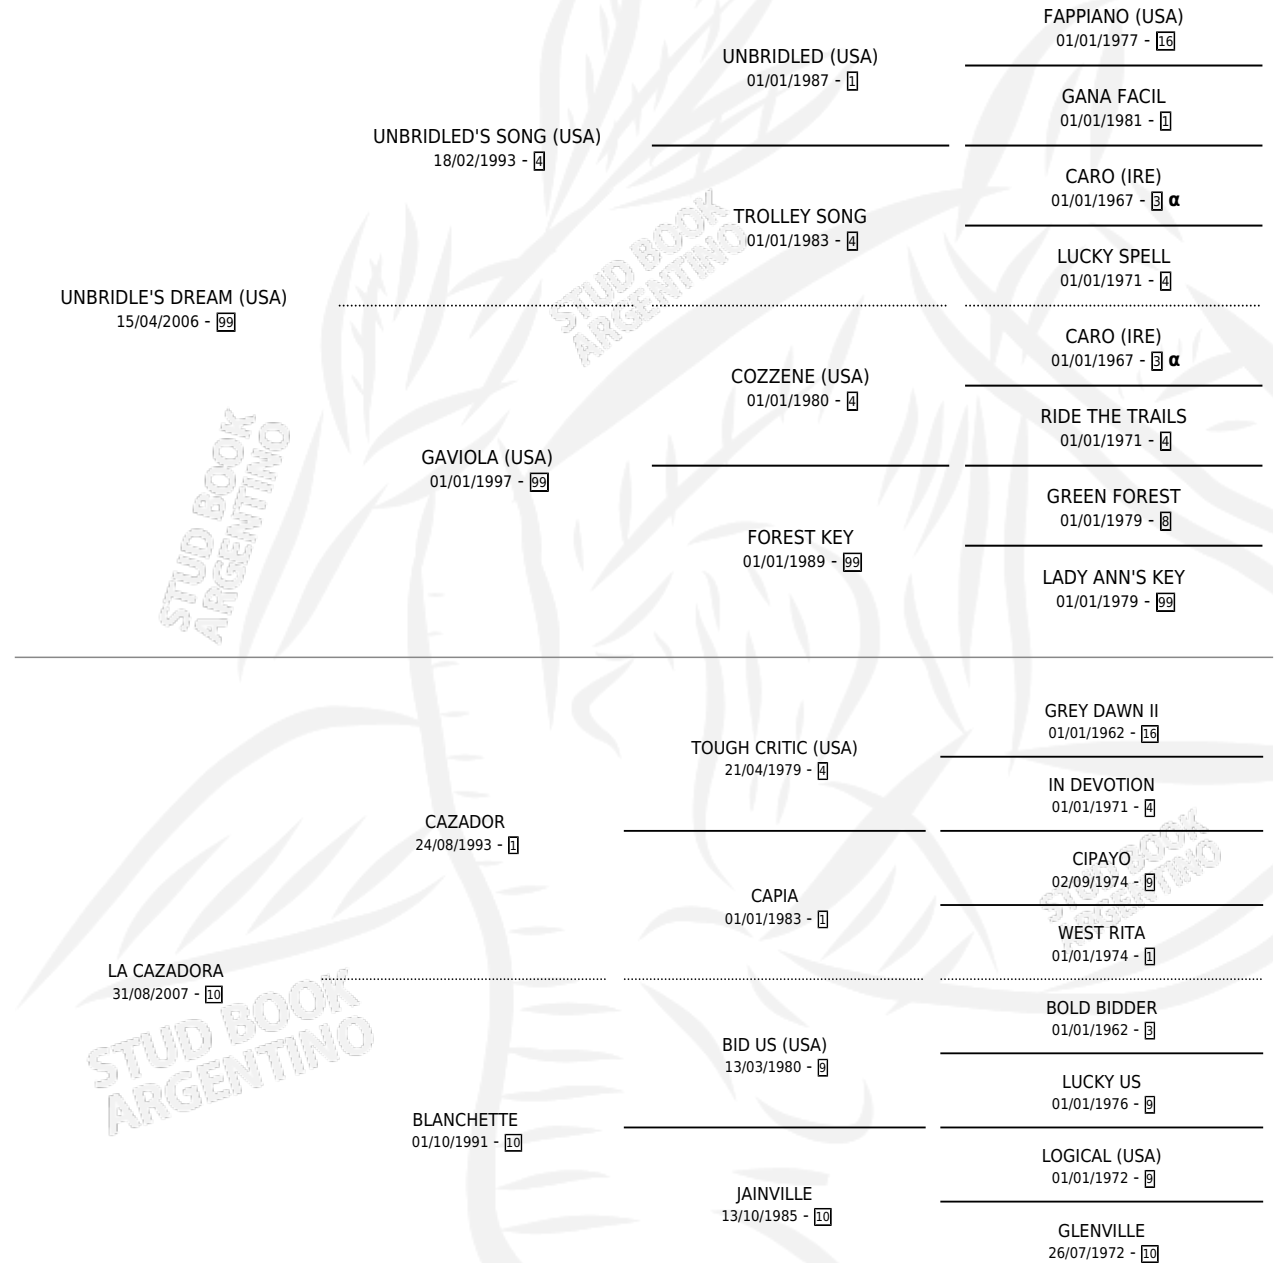 FAPPIANO (USA)
01/01/1977 - 16
UNBRIDLED (USA)
01/01/1987 - 1
GANA FACIL
01/01/1981 - 1
UNBRIDLED'S SONG (USA)
18/02/1993 - 4
CARO (IRE)
01/01/1967 - 3 α
TROLLEY SONG
01/01/1983 - 4
LUCKY SPELL
01/01/1971 - 4
UNBRIDLE'S DREAM (USA)
15/04/2006 - 99
CARO (IRE)
01/01/1967 - 3 α
COZZENE (USA)
01/01/1980 - 4
RIDE THE TRAILS
01/01/1971 - 4
GAVIOLA (USA)
01/01/1997 - 99
GREEN FOREST
01/01/1979 - 8
FOREST KEY
01/01/1989 - 99
LADY ANN'S KEY
01/01/1979 - 99
GREY DAWN II
01/01/1962 - 16
TOUGH CRITIC (USA)
21/04/1979 - 4
IN DEVOTION
01/01/1971 - 4
CAZADOR
24/08/1993 - 1
CIPAYO
02/09/1974 - 9
CAPIA
01/01/1983 - 1
WEST RITA
01/01/1974 - 1
LA CAZADORA
31/08/2007 - 10
BOLD BIDDER
01/01/1962 - 3
BID US (USA)
13/03/1980 - 9
LUCKY US
01/01/1976 - 9
BLANCHETTE
01/10/1991 - 10
LOGICAL (USA)
01/01/1972 - 9
JAINVILLE
13/10/1985 - 10
GLENVILLE
26/07/1972 - 10
STUD BOOK
ARGENTINO
STUD BOOK
ARGENTINO
STUD BOOK
ARGENTINO
STUD BOOK
ARGENTINO